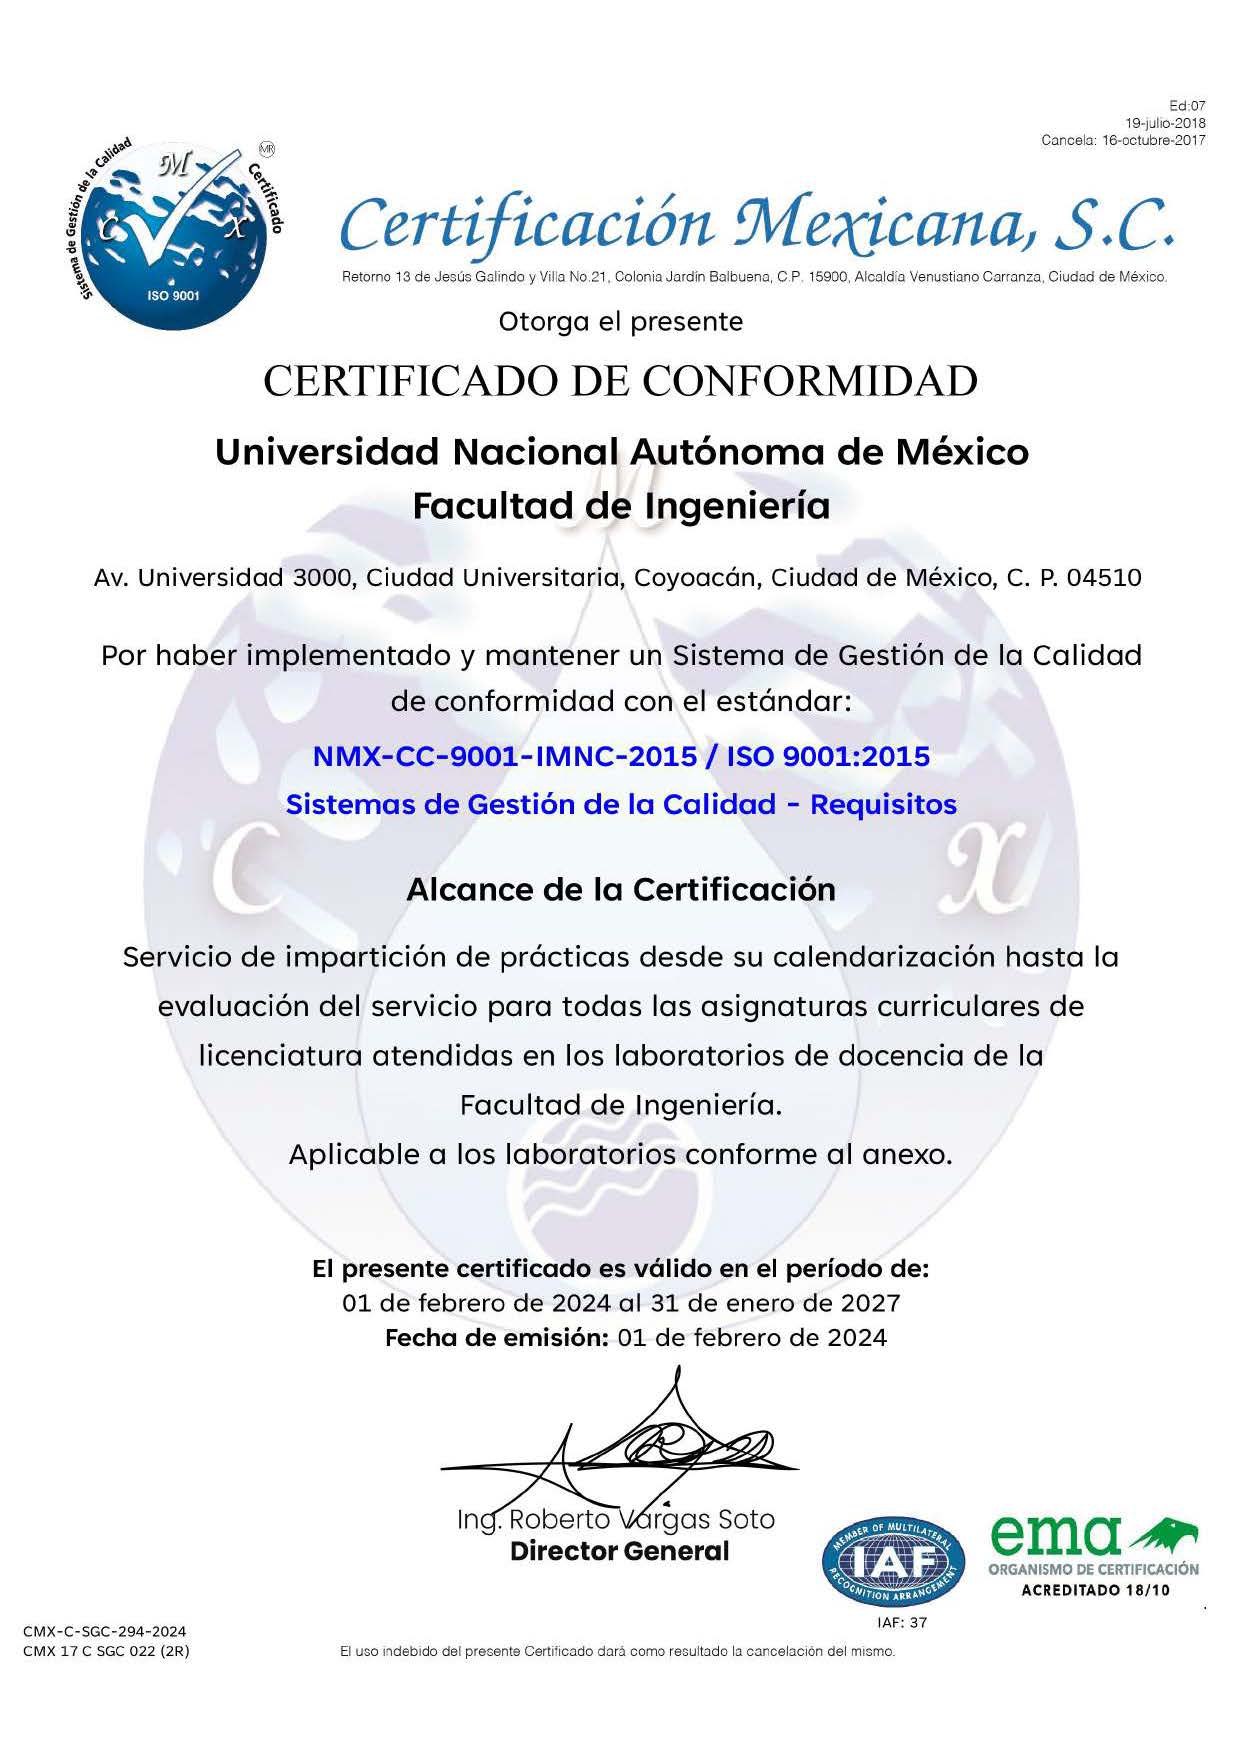 Ed:07
19-julio-2018
Cancela: 16-octubre-2017
Sistema de Gestión de la Calidad
Certificado
MR
M
C
X
ISO 9001
Certificación Mexicana, S.C.
Retorno 13 de Jesús Galindo y Villa No.21, Colonia Jardín Balbuena, C.P. 15900, Alcaldía Venustiano Carranza, Ciudad de México.
Otorga el presente
CERTIFICADO DE CONFORMIDAD
Universidad Nacional Autónoma de México
Facultad de Ingeniería
M
Av. Universidad 3000, Ciudad Universitaria, Coyoacán, Ciudad de México, C. P. 04510
Por haber implementado y mantener un Sistema de Gestión de la Calidad
de conformidad con el estándar:
NMX-CC-9001-IMNC-2015 / ISO 9001:2015
Sistemas de Gestión de la Calidad - Requisitos
C
X
Alcance de la Certificación
Servicio de impartición de prácticas desde su calendarización hasta la
evaluación del servicio para todas las asignaturas curriculares de
licenciatura atendidas en los laboratorios de docencia de la
Facultad de Ingeniería.
Aplicable a los laboratorios conforme al anexo.
El presente certificado es válido en el período de:
01 de febrero de 2024 al 31 de enero de 2027
Fecha de emisión: 01 de febrero de 2024
Ing. Roberto Vargas Soto
Director General
MEMBER OF MULTILATERAL
IAF
RECOGNITION ARRANGEMENT
IAF: 37
ema
ORGANISMO DE CERTIFICACIÓN
ACREDITADO 18/10
CMX-C-SGC-294-2024
CMX 17 C SGC 022 (2R)
El uso indebido del presente Certificado dará como resultado la cancelación del mismo.